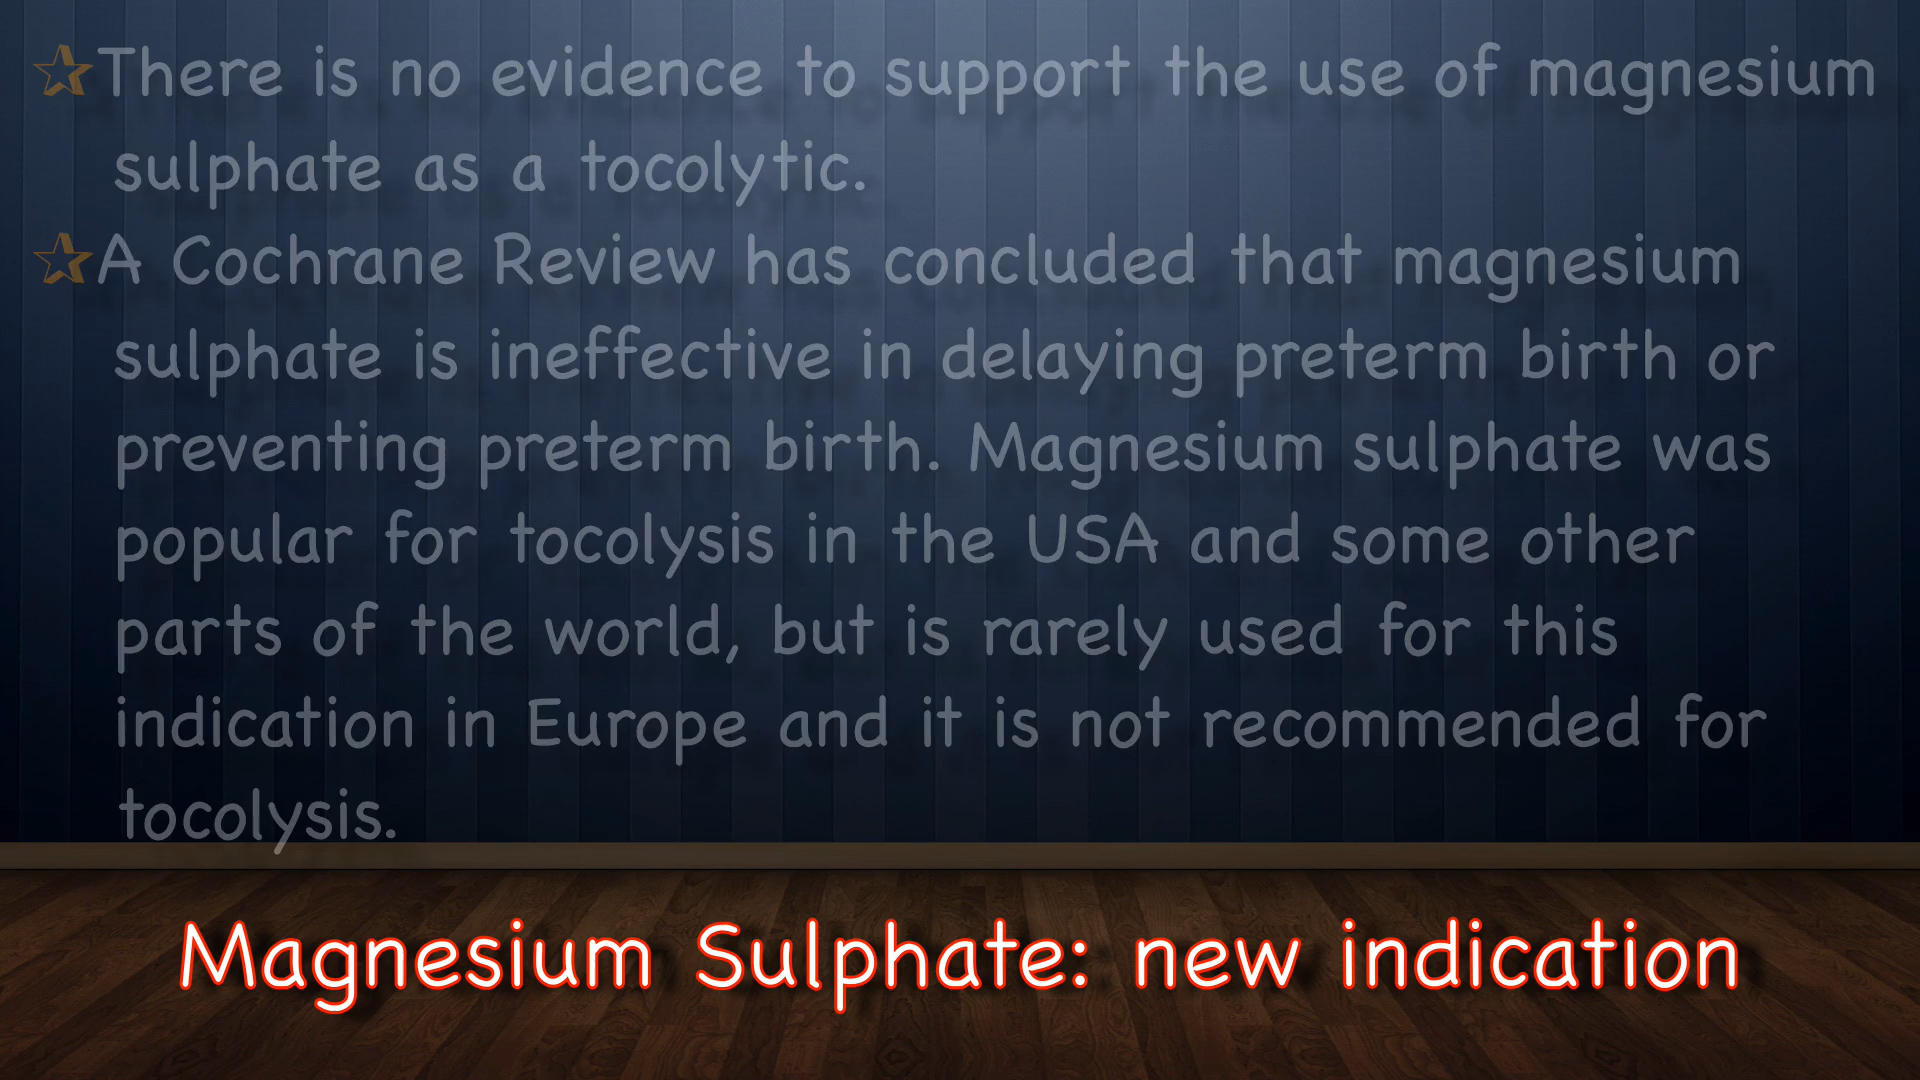 There is no evidence to support the use of magnesium
sulphate as a tocolytic.
A Cochrane Review has concluded that magnesium
sulphate is ineffective in delaying preterm birth or
preventing preterm birth. Magnesium sulphate was
popular for tocolysis in the USA and some other
parts of the world, but is rarely used for this
indication in Europe and it is not recommended for
tocolysis.
Magnesium Sulphate: new indication